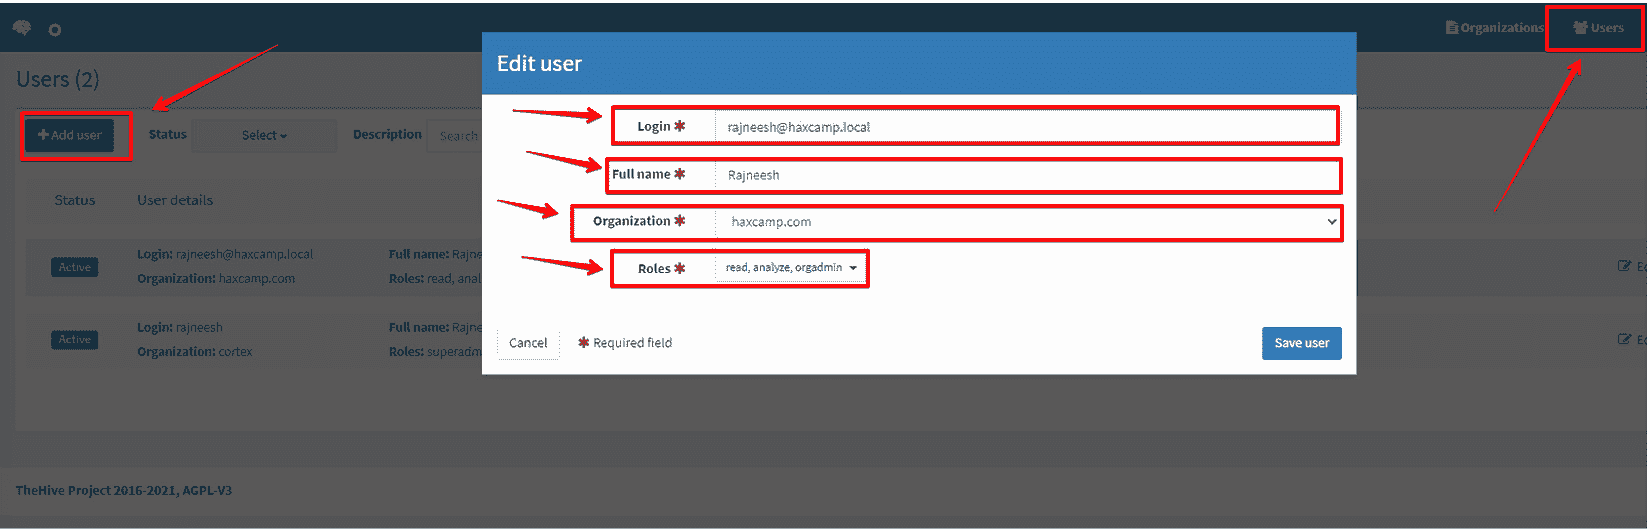 Organizations Users
Users (2)
+ Add user Status Select Description Search
Status User details
Active Login: rajneesh@haxcamp.local Full name: Rajne
Organization: haxcamp.com Roles: read, anal
Active Login: rajneesh Full name: Rajne
Organization: cortex Roles: superadm
Edit user
Login * rajneesh@haxcamp.local
Full name * Rajneesh
Organization * haxcamp.com
Roles * read, analyze, orgadmin
Cancel * Required field Save user
TheHive Project 2016-2021, AGPL-V3